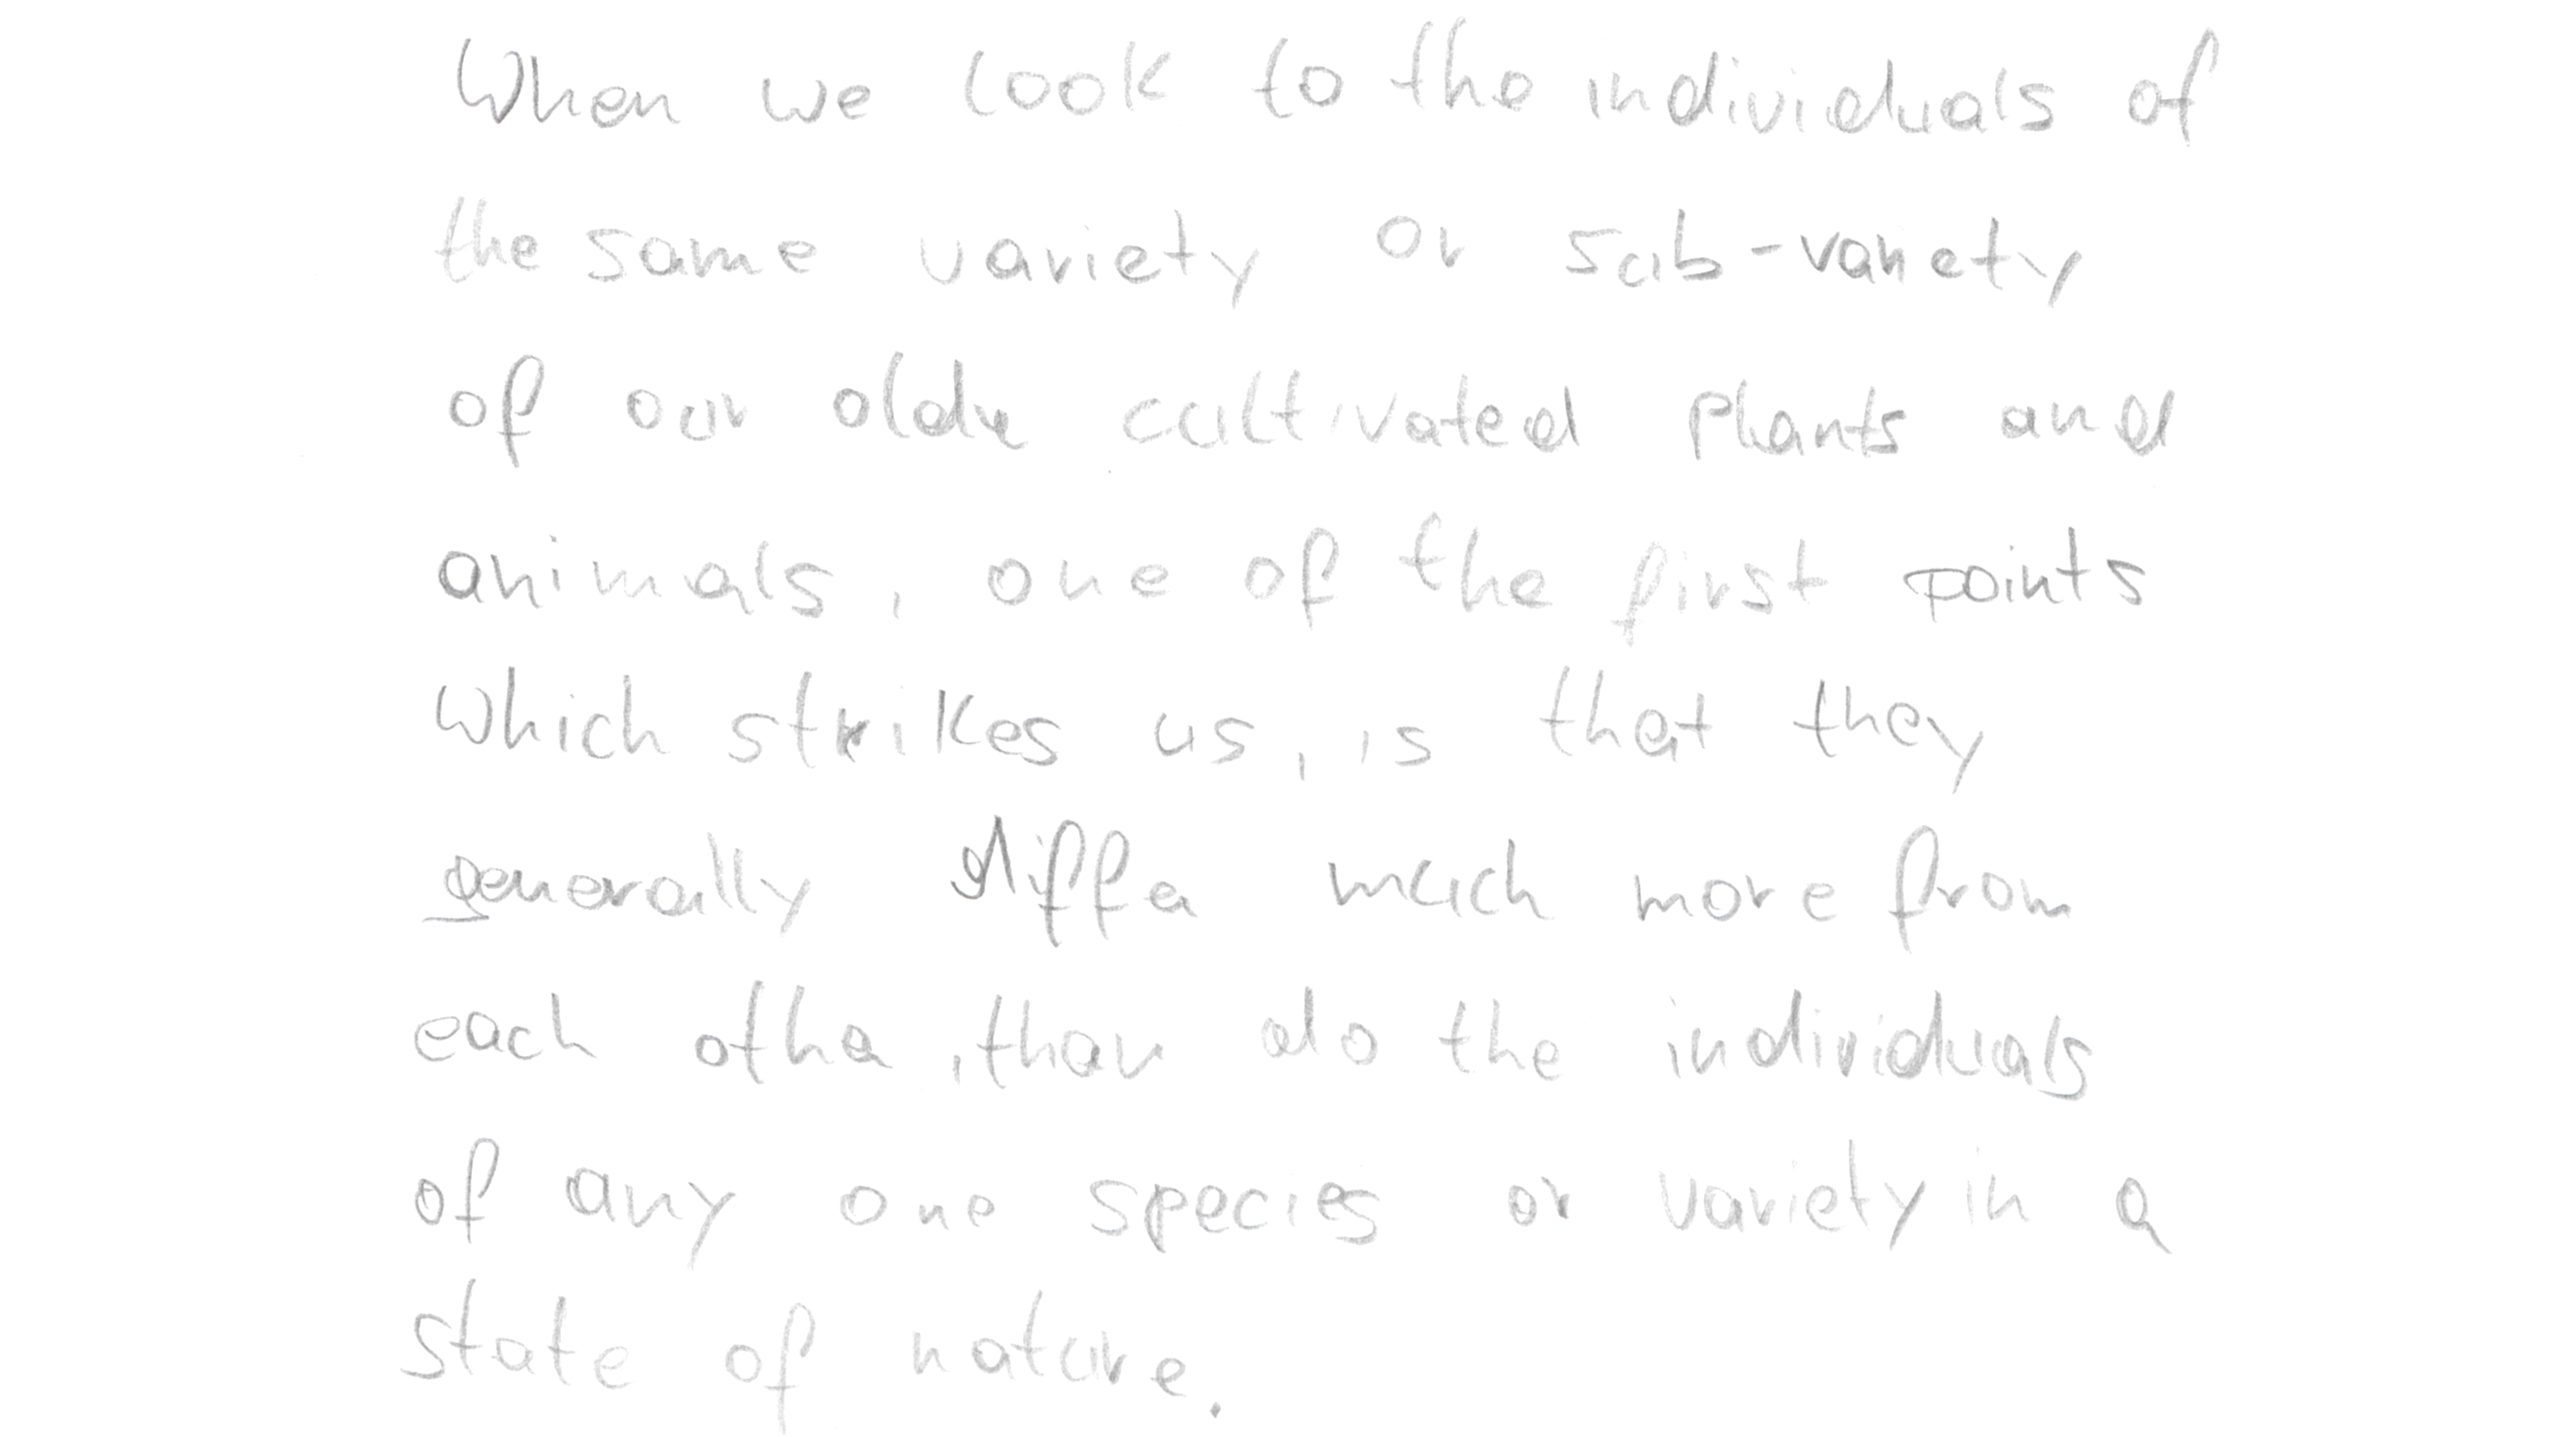 When we look to the individuals of
the same variety or sub-variety
of our older cultivated plants and
animals, one of the first points
which strikes us, is that they
generally differ much more from
each other, than do the individuals
of any one species or variety in a
state of nature.